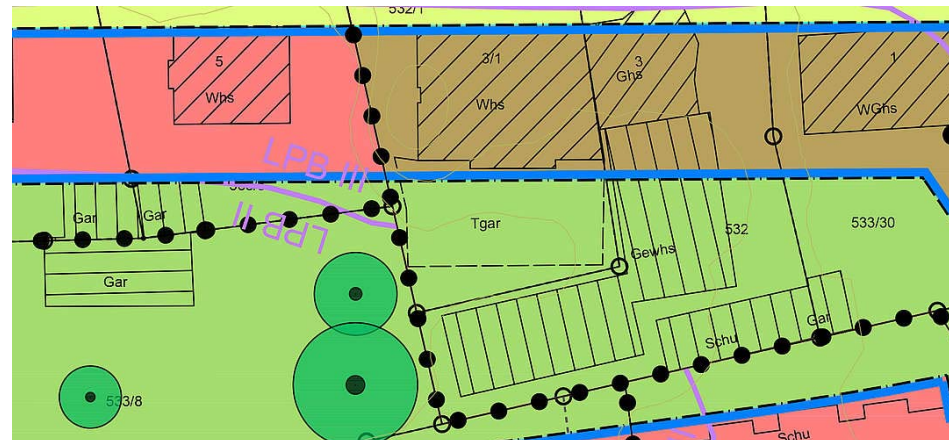 532/1
5
Whs
3/1
Whs
3
Ghs
1
WGhs
LPB III
LPB II
Gar
Gar
Gar
Tgar
Gewhs
532
533/30
Schu
Gar
533/8
Schu